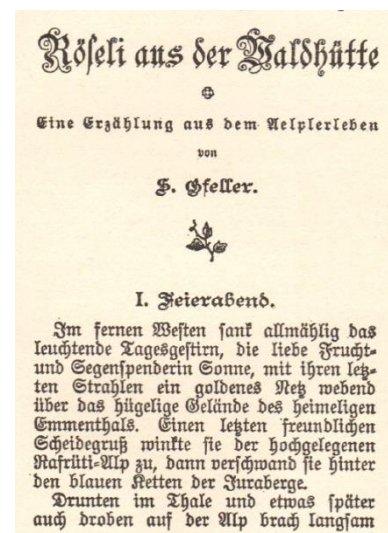 Röseli aus der Waldhütte
Eine Erzählung aus dem Aelplerleben
von
S. Gfeller.
I. Feierabend.
Im fernen Westen sank allmählig das
leuchtende Tagesgestirn, die liebe Frucht-
und Segenspenderin Sonne, mit ihren letz-
ten Strahlen ein goldenes Netz webend
über das hügelige Gelände des heimeligen
Emmenthals. Einen letzten freundlichen
Scheidegruß winkte sie der hochgelegenen
Rafrüti-Alp zu, dann verschwand sie hinter
den blauen Ketten der Juraberge.
Drunten im Thale und etwas später
auch droben auf der Alp brach langsam